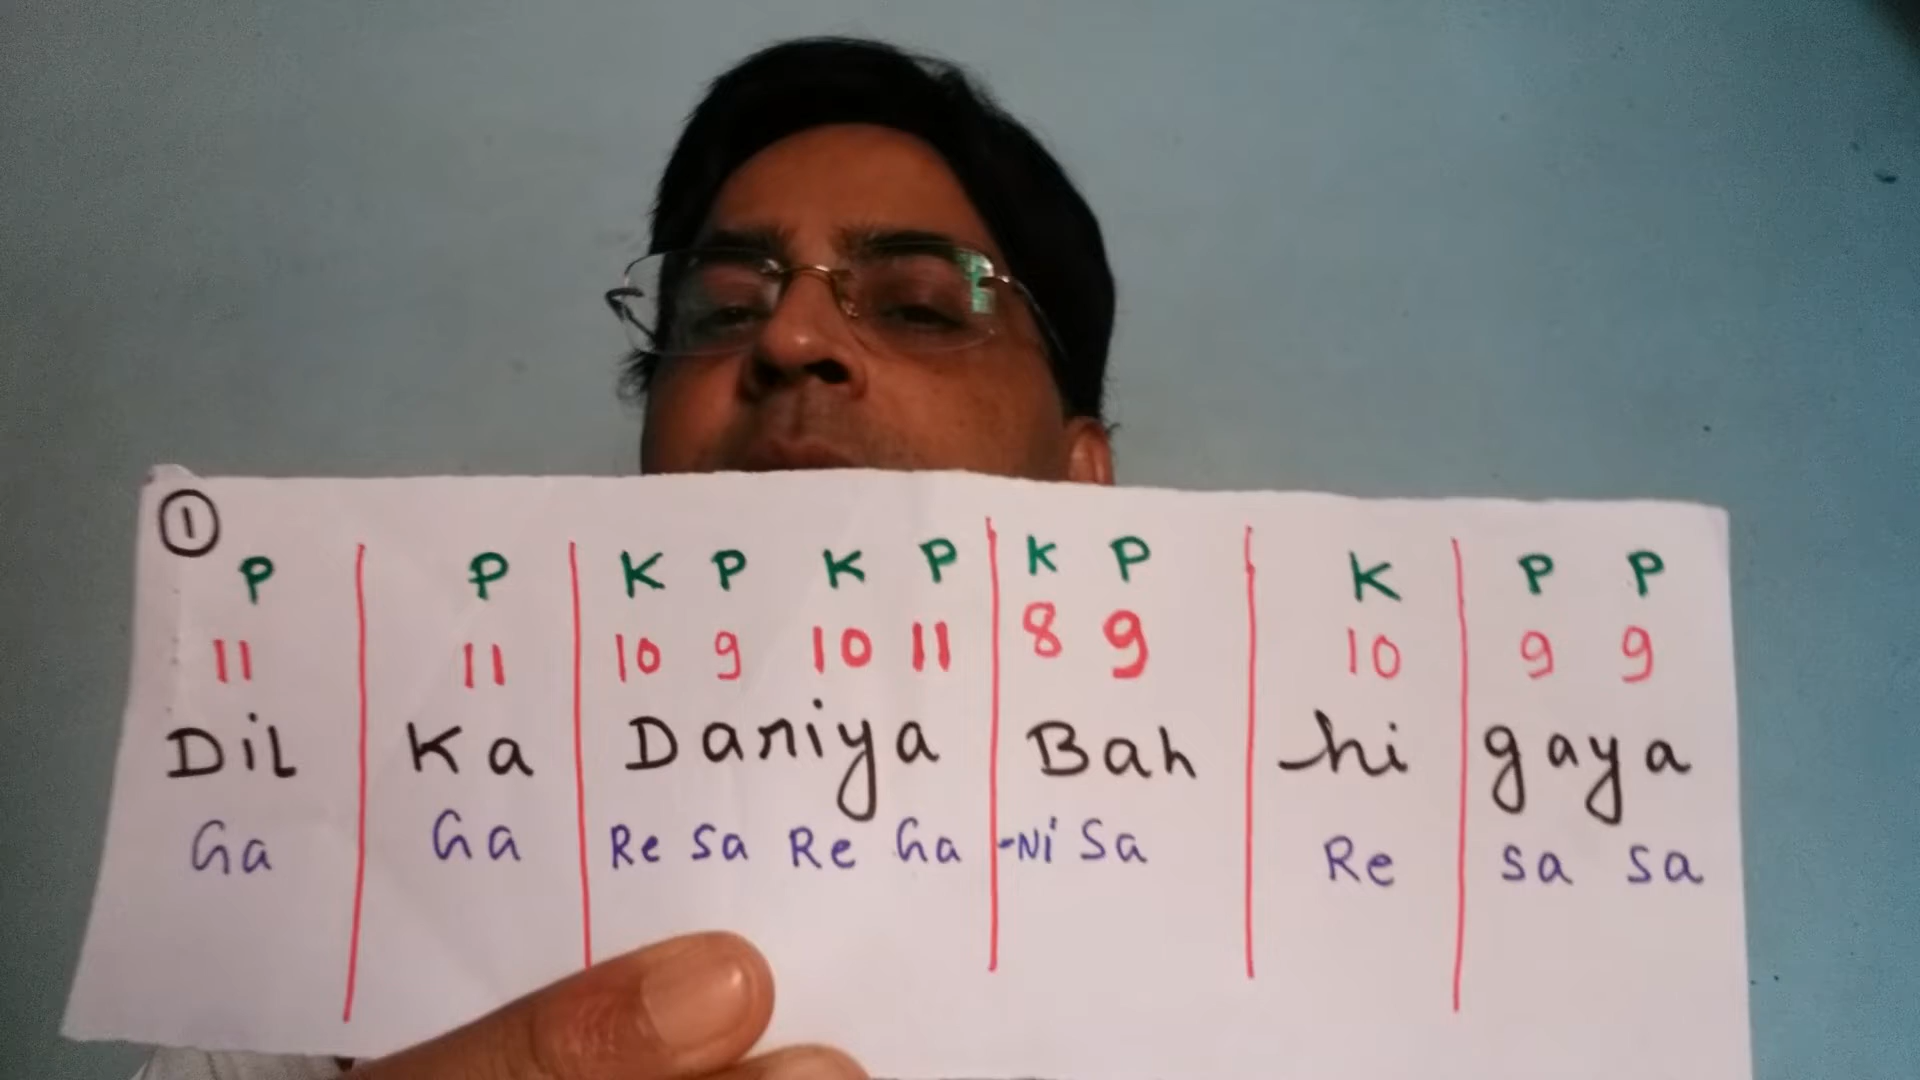 1
P P K P K P K P K P P
11 11 10 9 10 11 8 9 10 9 9
Dil Ka Daniya Bah hi gaya
Ga Ga Re Sa Re Ga -Ni Sa Re Sa Sa